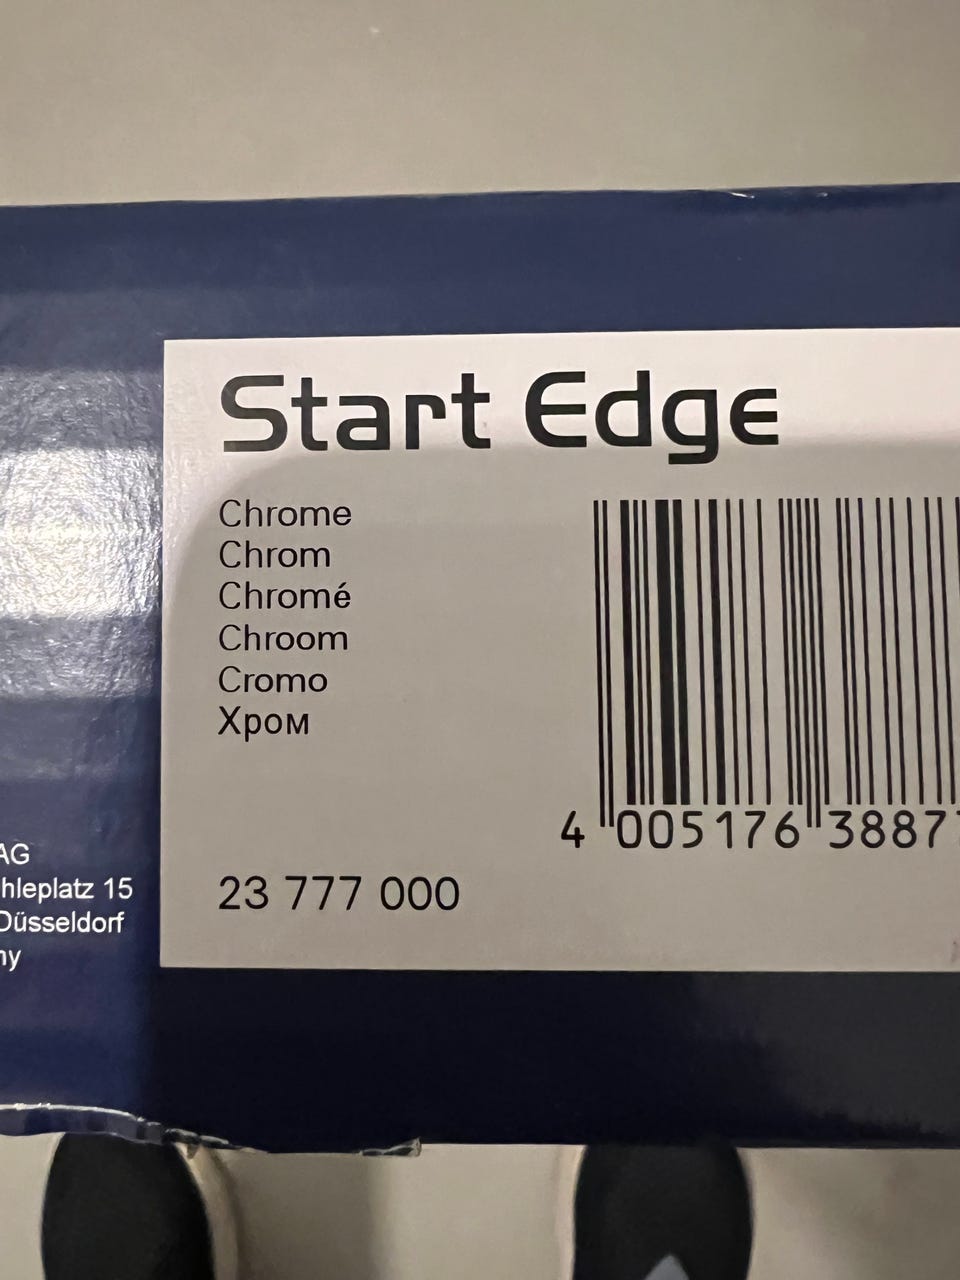 Start Edge
Chrome
Chrom
Chromé
Chroom
Cromo
Хром
4 005176 3887
23 777 000
AG
hleplatz 15
Düsseldorf
ny